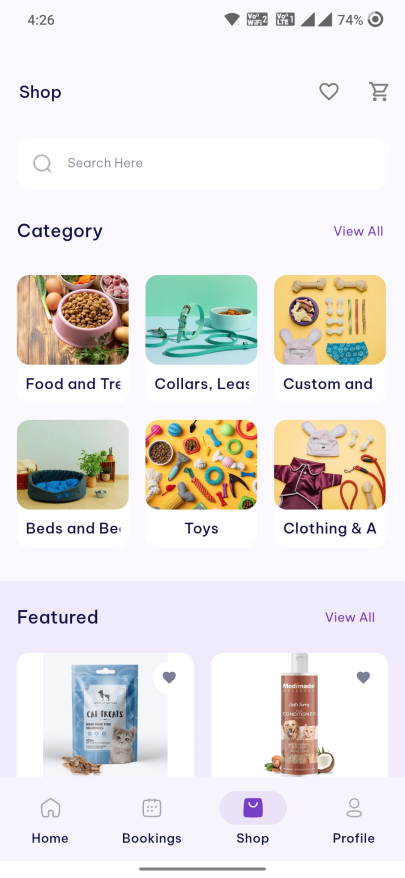 4:26
Vo)) WiFi 2
Vo)) LTE 1
74%
Shop
Search Here
Category
View All
Food and Tre
Collars, Leas
Custom and
Beds and Be
Toys
Clothing & A
Featured
View All
CAT TREATS
Medimade
CONDITIONER
Home
Bookings
Shop
Profile